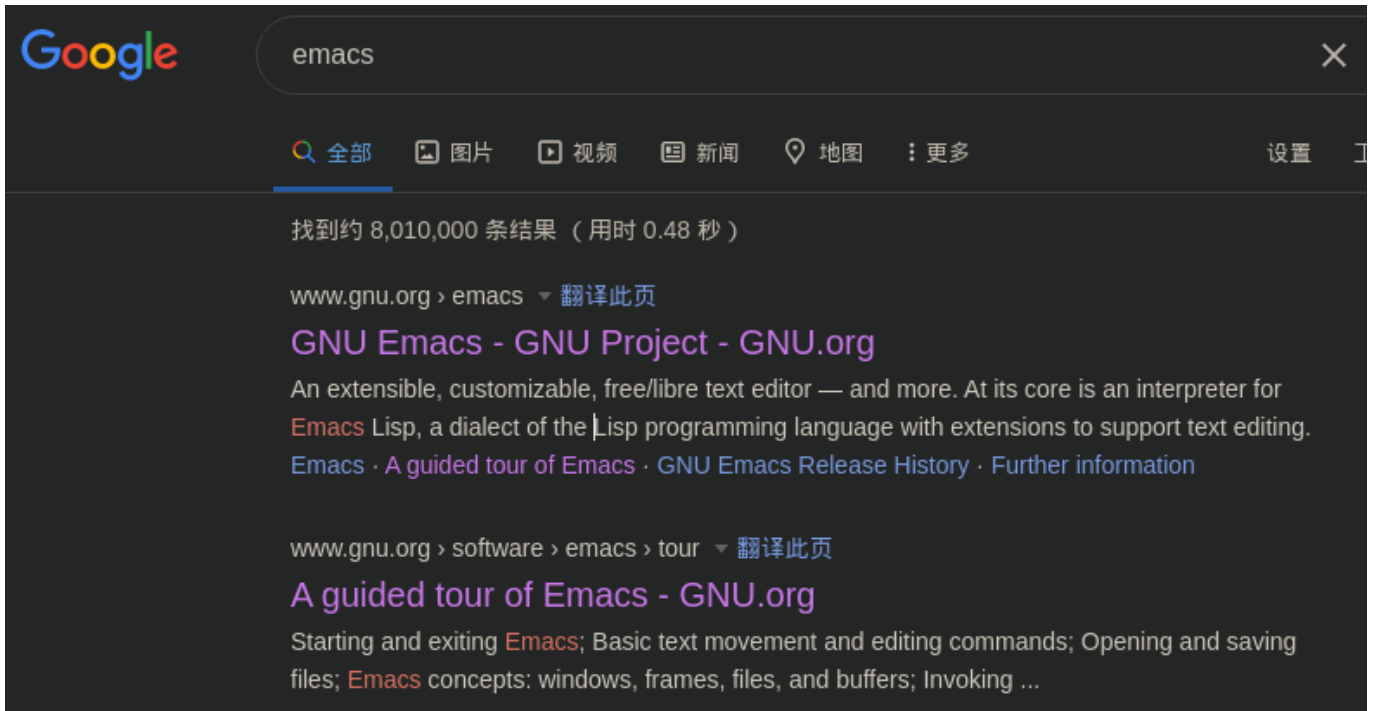 Google
emacs
全部 图片 视频 新闻 地图 更多 设置
找到约 8,010,000 条结果 （用时 0.48 秒）
www.gnu.org › emacs 翻译此页
GNU Emacs - GNU Project - GNU.org
An extensible, customizable, free/libre text editor — and more. At its core is an interpreter for
Emacs Lisp, a dialect of the Lisp programming language with extensions to support text editing.
Emacs · A guided tour of Emacs · GNU Emacs Release History · Further information
www.gnu.org › software › emacs › tour 翻译此页
A guided tour of Emacs - GNU.org
Starting and exiting Emacs; Basic text movement and editing commands; Opening and saving
files; Emacs concepts: windows, frames, files, and buffers; Invoking ...